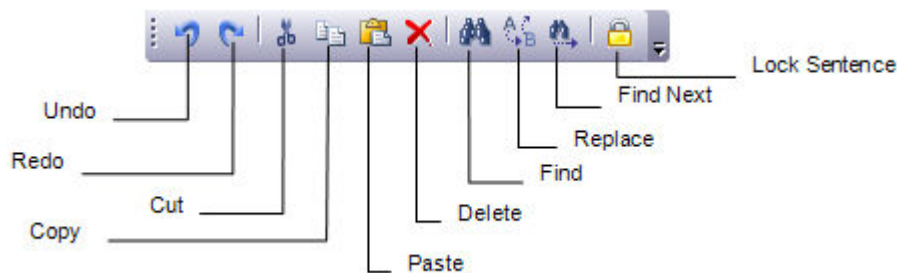 A
B
Lock Sentence
Find Next
Undo
Replace
Redo
Find
Cut
Delete
Copy
Paste